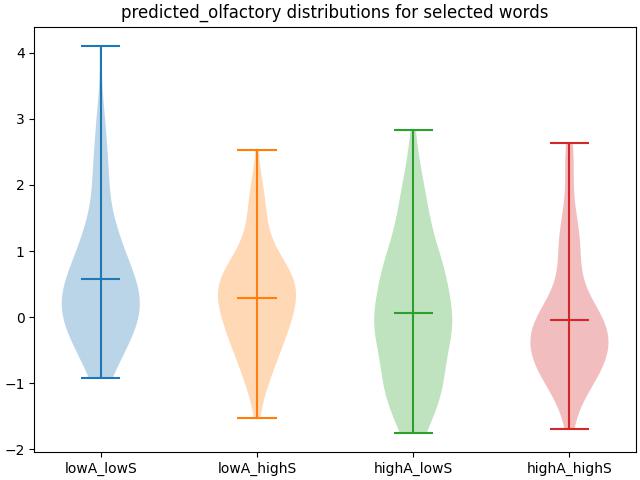 predicted_olfactory distributions for selected words
4
3
2
1
0
−1
−2
lowA_lowS
lowA_highS
highA_lowS
highA_highS